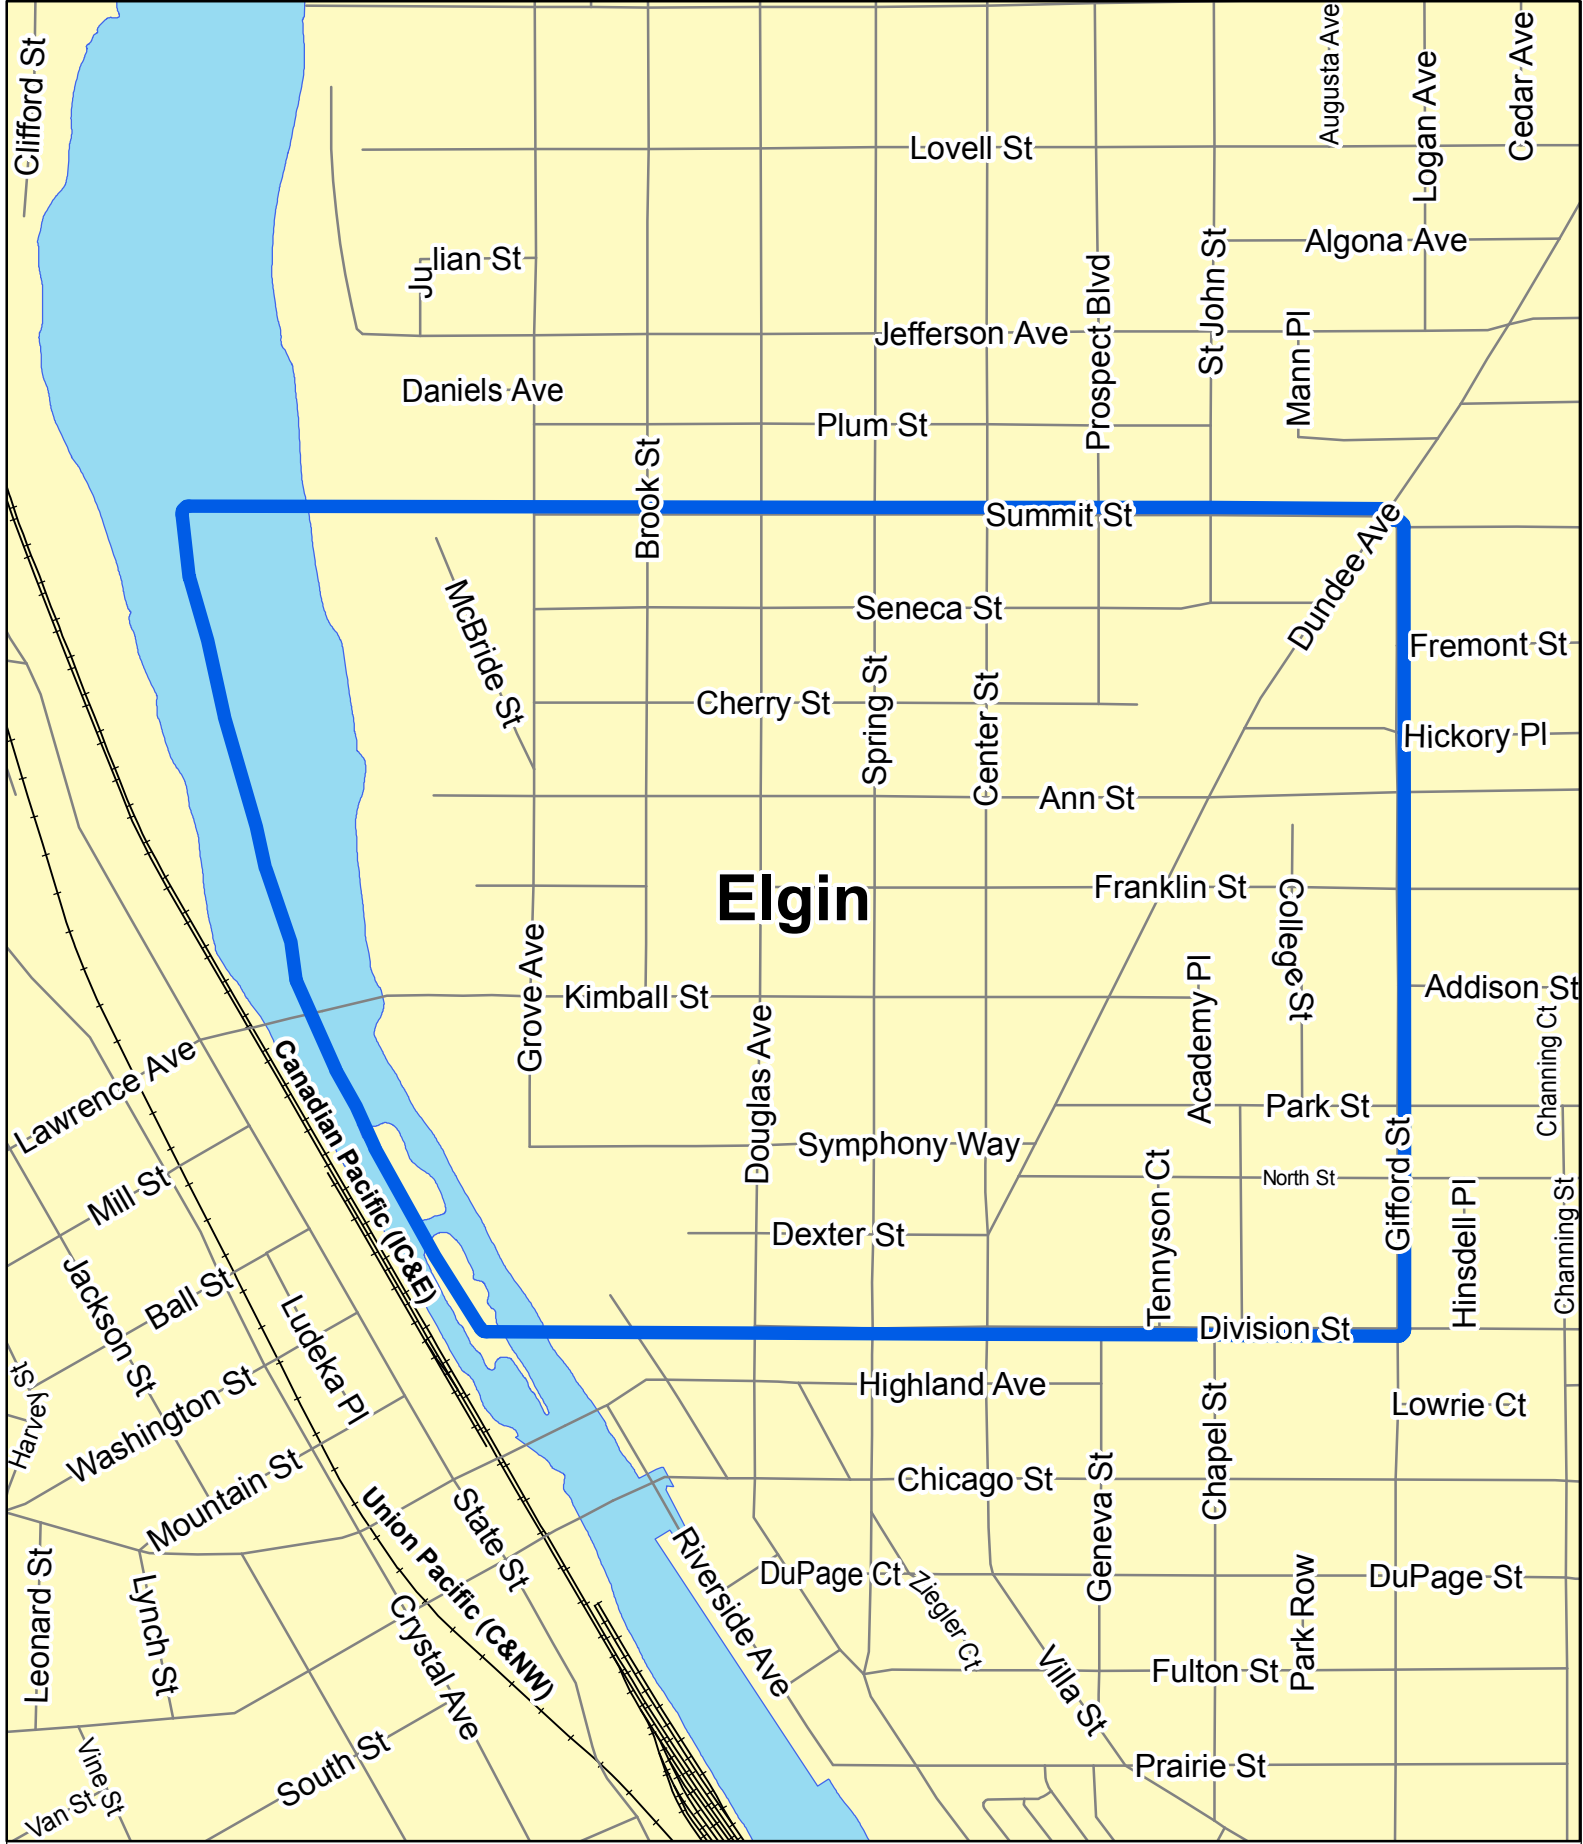 Clifford St
Augusta Ave
Logan Ave
Cedar Ave
Lovell St
Algona Ave
Julian St
Prospect Blvd
St John St
Jefferson Ave
Mann Pl
Daniels Ave
Plum St
Brook St
Summit St
Dundee Ave
McBride St
Seneca St
Fremont St
Spring St
Center St
Cherry St
Hickory Pl
Ann St
Elgin
Franklin St
College St
Grove Ave
Kimball St
Academy Pl
Addison St
Douglas Ave
Channing Ct
Lawrence Ave
Canadian Pacific (IC&E)
Park St
Symphony Way
Gifford St
Mill St
North St
Tennyson Ct
Hinsdell Pl
Channing St
Dexter St
Jackson St
Ball St
Ludeka Pl
Division St
Harvey St
Washington St
Highland Ave
Chapel St
Lowrie Ct
Mountain St
Chicago St
Geneva St
Union Pacific (C&NW)
State St
Riverside Ave
Leonard St
Lynch St
DuPage Ct
Ziegler Ct
DuPage St
Park Row
Crystal Ave
Villa St
Fulton St
Vine St
Van St
South St
Prairie St